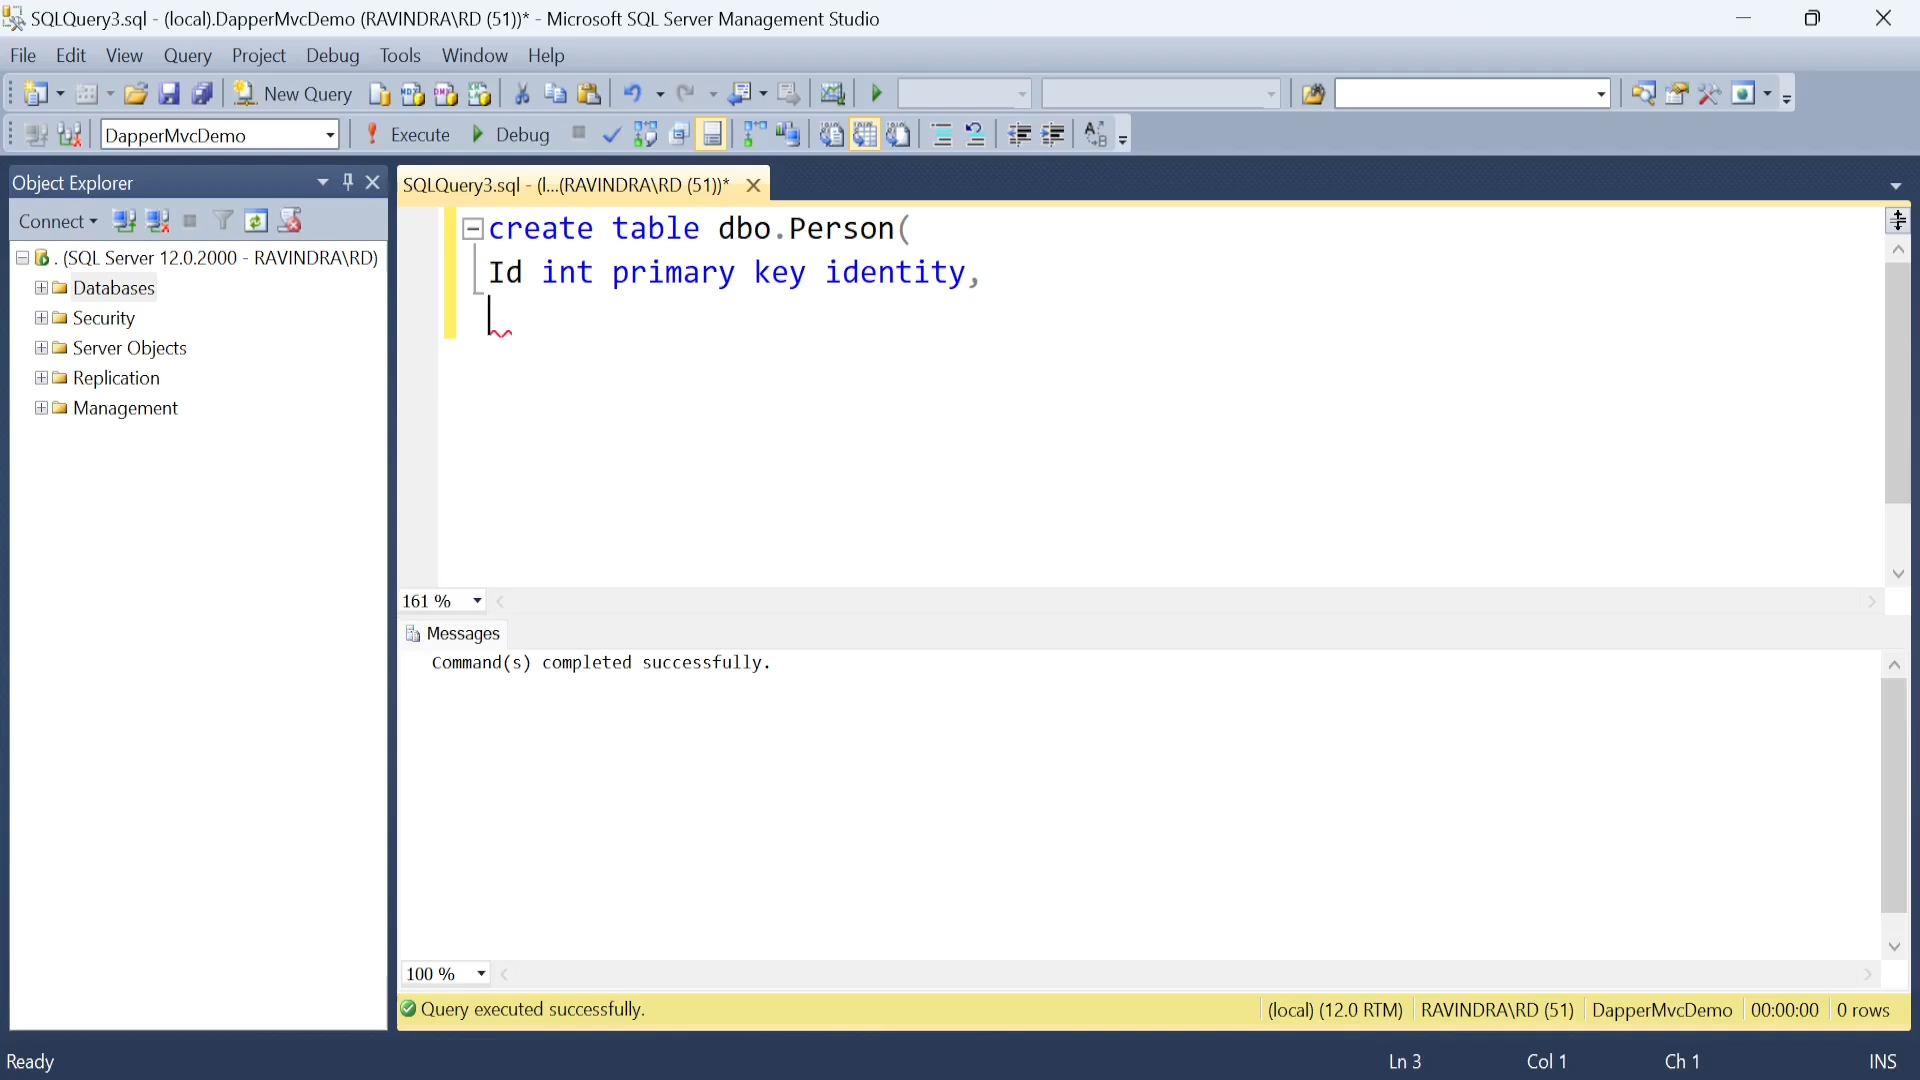 SQLQuery3.sql - (local).DapperMvcDemo (RAVINDRA\RD (51))* - Microsoft SQL Server Management Studio
File Edit View Query Project Debug Tools Window Help
New Query
DapperMvcDemo Execute Debug
Object Explorer
Connect
. (SQL Server 12.0.2000 - RAVINDRA\RD)
Databases
Security
Server Objects
Replication
Management
SQLQuery3.sql - (l...(RAVINDRA\RD (51))*
create table dbo.Person(
Id int primary key identity,
161 %
Messages
Command(s) completed successfully.
100 %
Query executed successfully. (local) (12.0 RTM) RAVINDRA\RD (51) DapperMvcDemo 00:00:00 0 rows
Ready Ln 3 Col 1 Ch 1 INS